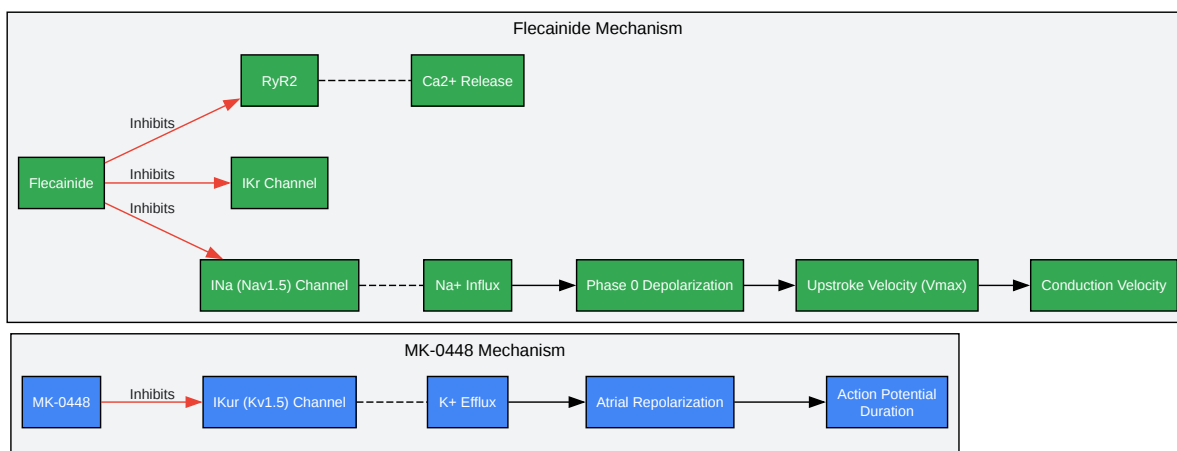 Flecainide Mechanism
RyR2
Ca2+ Release
Inhibits
Flecainide
Inhibits
IKr Channel
Inhibits
INa (Nav1.5) Channel
Na+ Influx
Phase 0 Depolarization
Upstroke Velocity (Vmax)
Conduction Velocity
MK-0448 Mechanism
MK-0448
Inhibits
IKur (Kv1.5) Channel
K+ Efflux
Atrial Repolarization
Action Potential
Duration